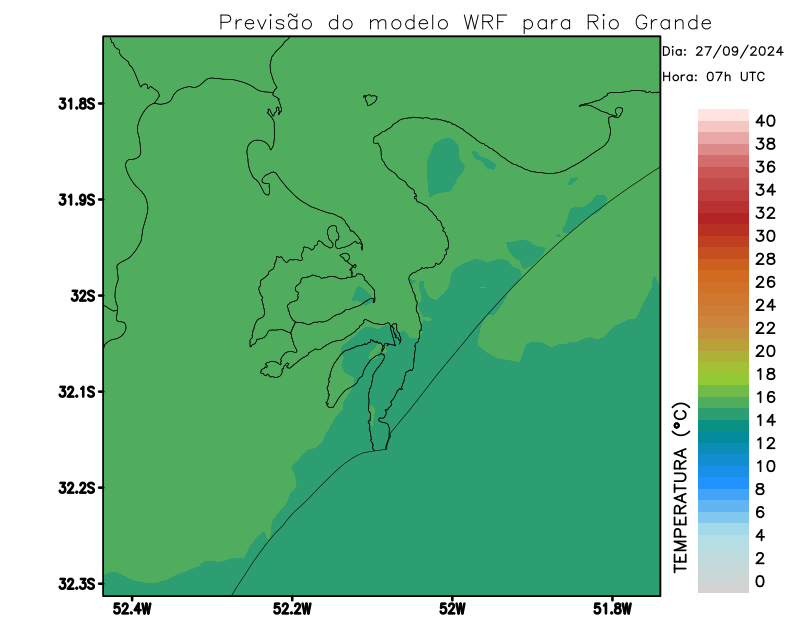 Previsão do modelo WRF para Rio Grande
Dia: 27/09/2024
Hora: 07h UTC
31.8S
31.9S
32S
32.1S
32.2S
32.3S
52.4W
52.2W
52W
51.8W
TEMPERATURA (°C)
40
38
36
34
32
30
28
26
24
22
20
18
16
14
12
10
8
6
4
2
0